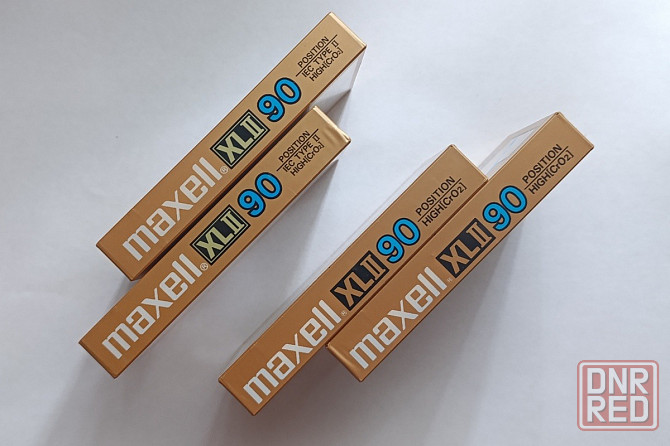 maxell® XLII 90 POSITION
IEC TYPE II
HIGH[CrO2]
maxell® XLII 90 POSITION
IEC TYPE II
HIGH[CrO2]
maxell XLII 90 POSITION
HIGH[CrO2]
maxell XLII 90 POSITION
HIGH[CrO2]
DNR
RED